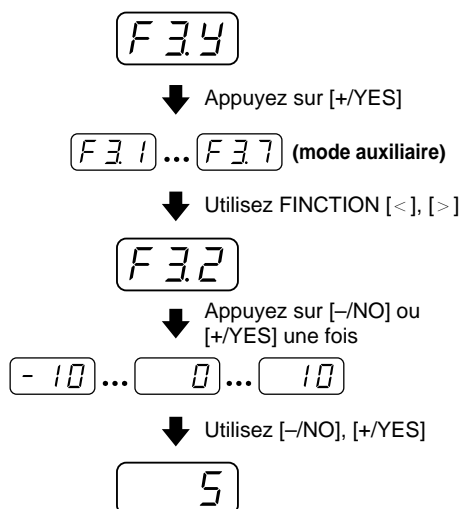 F 3.Y
Appuyez sur [+/YES]
F 3. 1 ... F 3. 7 (mode auxiliaire)
Utilisez FINCTION [<], [>]
F 3.2
Appuyez sur [–/NO] ou
[+/YES] une fois
- 10 ... 0 ... 10
Utilisez [–/NO], [+/YES]
5